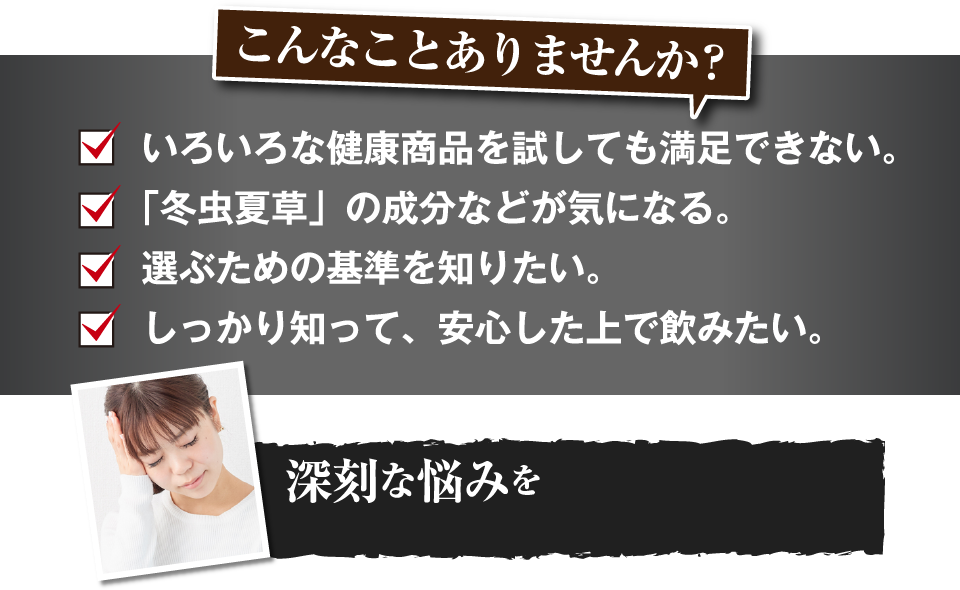 こんなことありませんか?
いろいろな健康商品を試しても満足できない。
「冬虫夏草」の成分などが気になる。
選ぶための基準を知りたい。
しっかり知って、安心した上で飲みたい。
深刻な悩みを